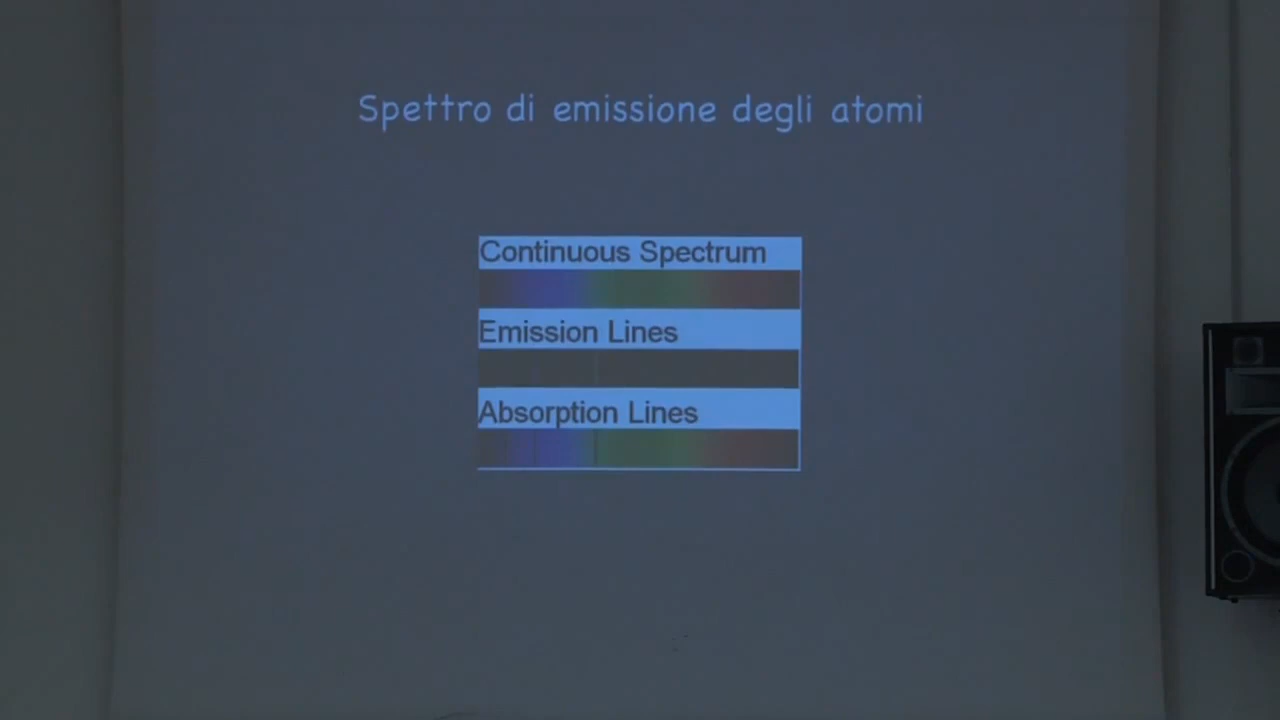 Spettro di emissione degli atomi
Continuous Spectrum
Emission Lines
Absorption Lines